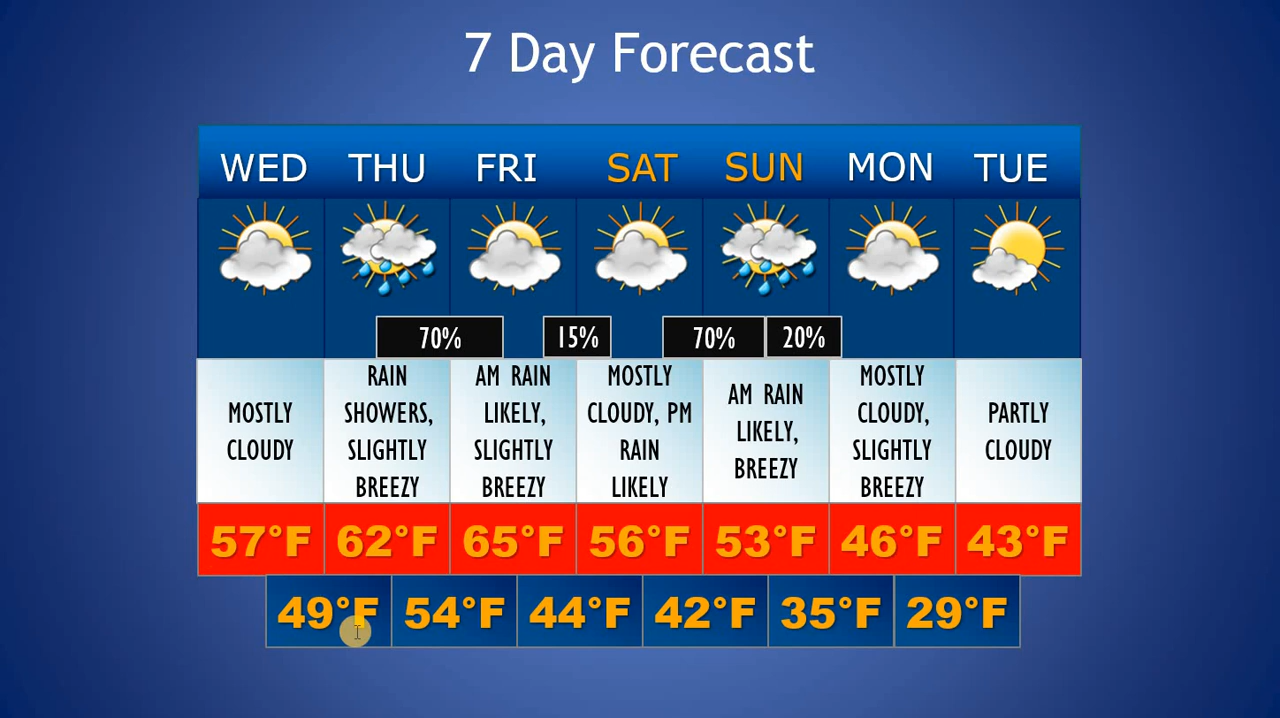 7 Day Forecast
WED THU FRI SAT SUN MON TUE
70% 15% 70% 20%
MOSTLY
CLOUDY
RAIN
SHOWERS,
SLIGHTLY
BREEZY
AM RAIN
LIKELY,
SLIGHTLY
BREEZY
MOSTLY
CLOUDY, PM
RAIN
LIKELY
AM RAIN
LIKELY,
BREEZY
MOSTLY
CLOUDY,
SLIGHTLY
BREEZY
PARTLY
CLOUDY
57°F 62°F 65°F 56°F 53°F 46°F 43°F
49°F 54°F 44°F 42°F 35°F 29°F